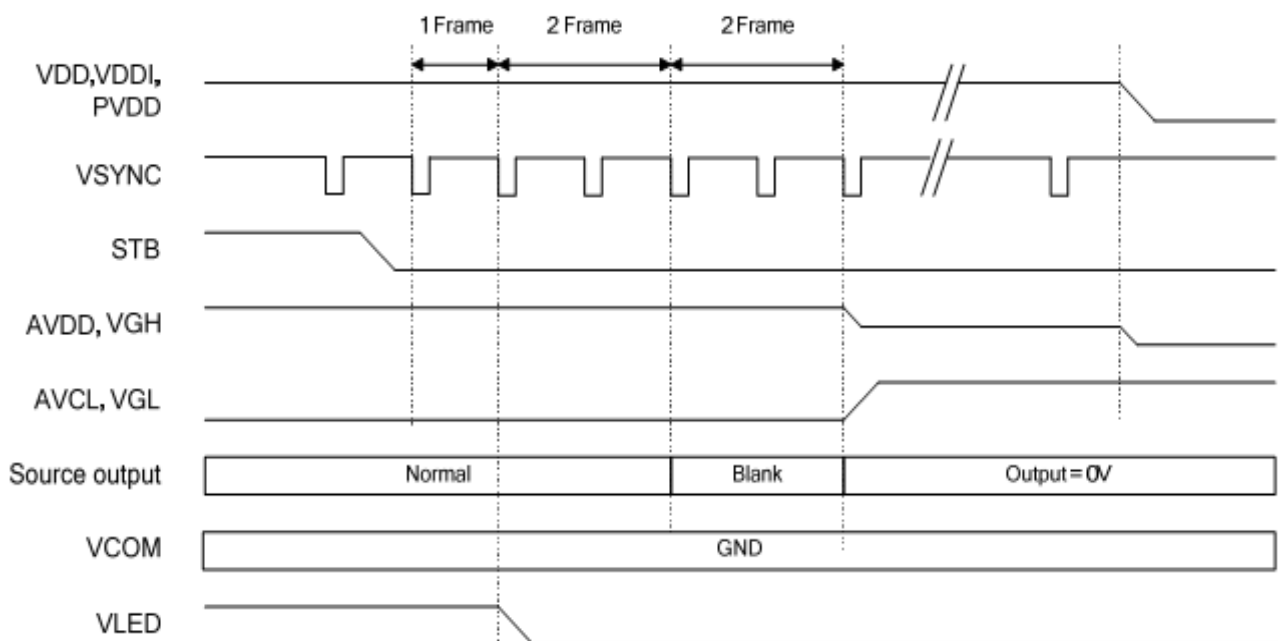 1 Frame 2 Frame 2 Frame
VDD,VDDI,
PVDD
VSYNC
STB
AVDD, VGH
AVCL, VGL
Source output Normal Blank Output = 0V
VCOM GND
VLED